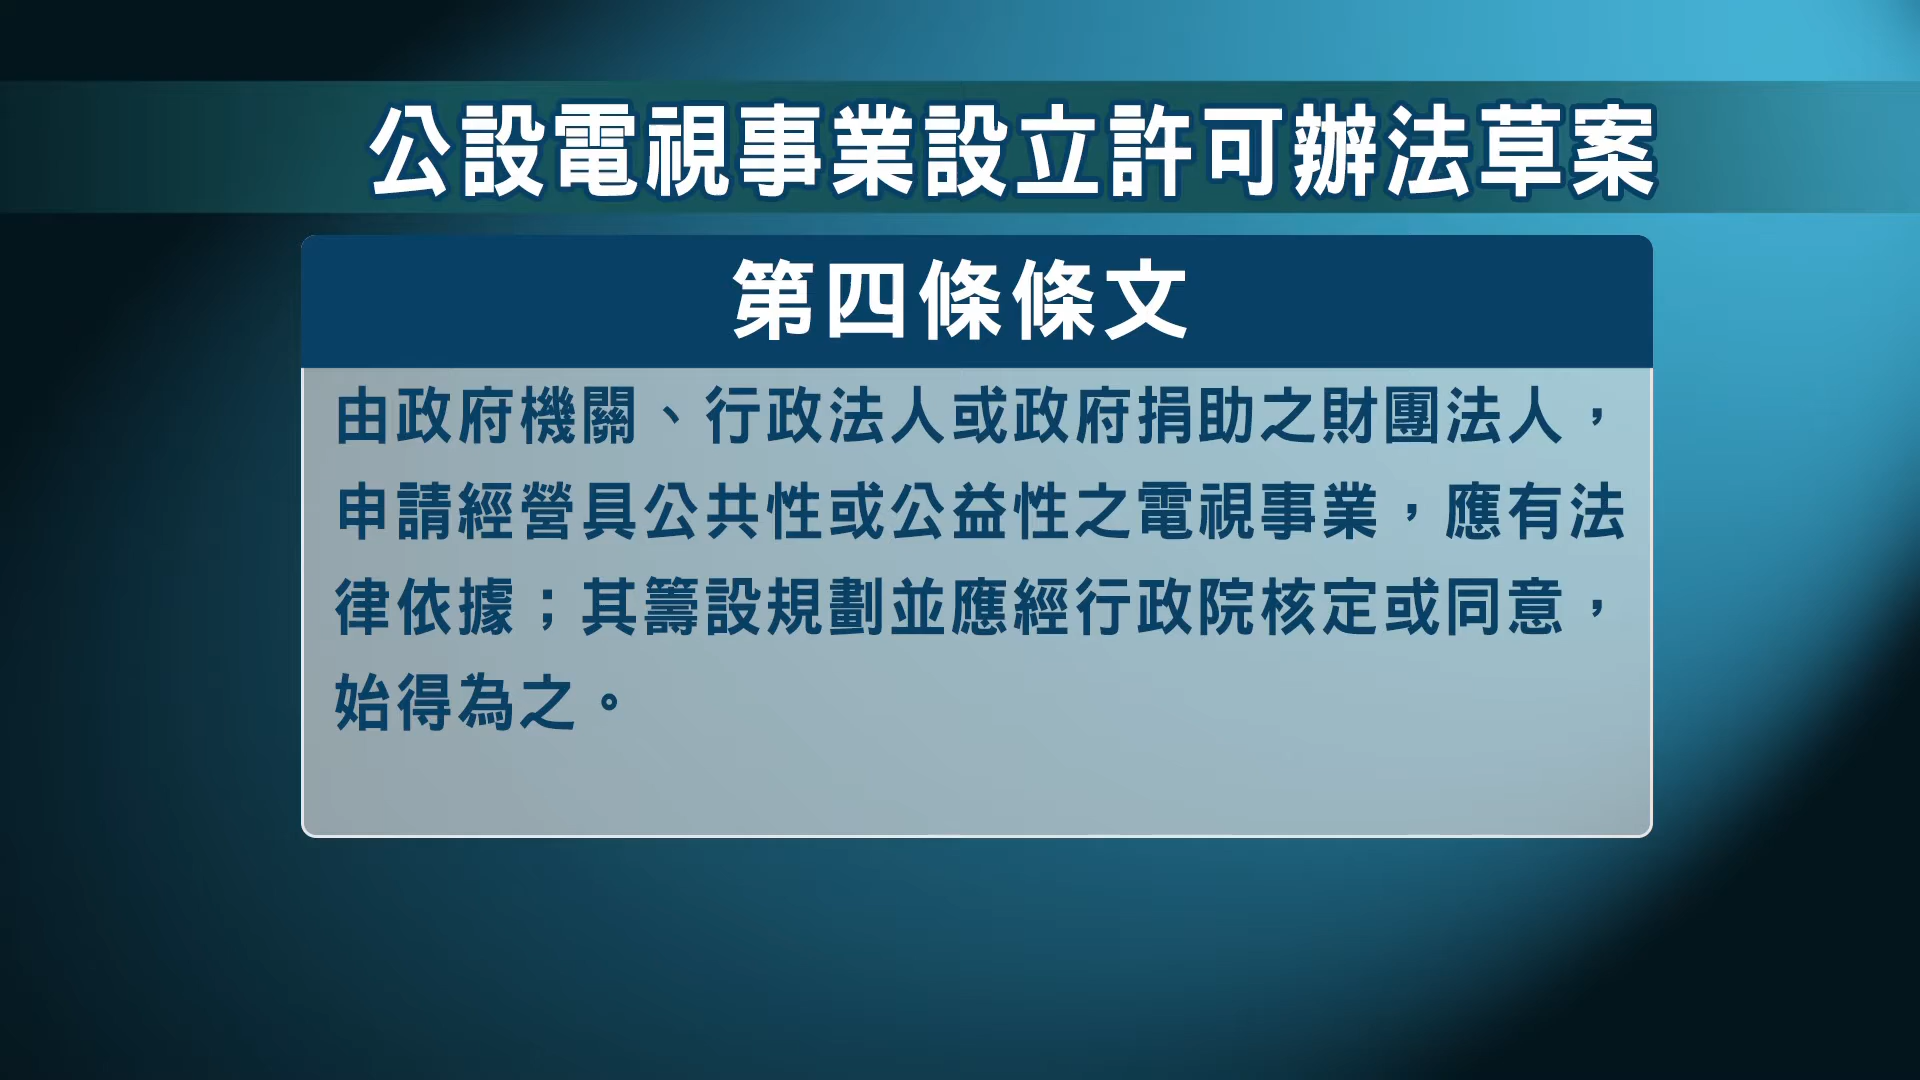 公設電視事業設立許可辦法草案
第四條條文
由政府機關、行政法人或政府捐助之財團法人，
申請經營具公共性或公益性之電視事業，應有法
律依據；其籌設規劃並應經行政院核定或同意，
始得為之。